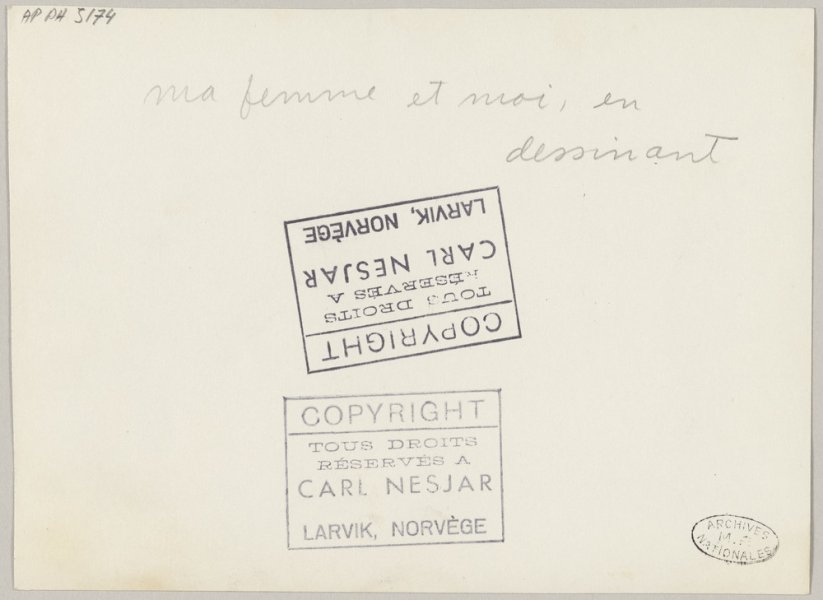 AP PH 5174
ma femme et moi, en
dessinant
COPYRIGHT
TOUS DROITS
RÉSERVÉS A
CARL NESJAR
LARVIK, NORVÈGE
COPYRIGHT
TOUS DROITS
RÉSERVÉS A
CARL NESJAR
LARVIK, NORVÈGE
ARCHIVES
NATIONALES